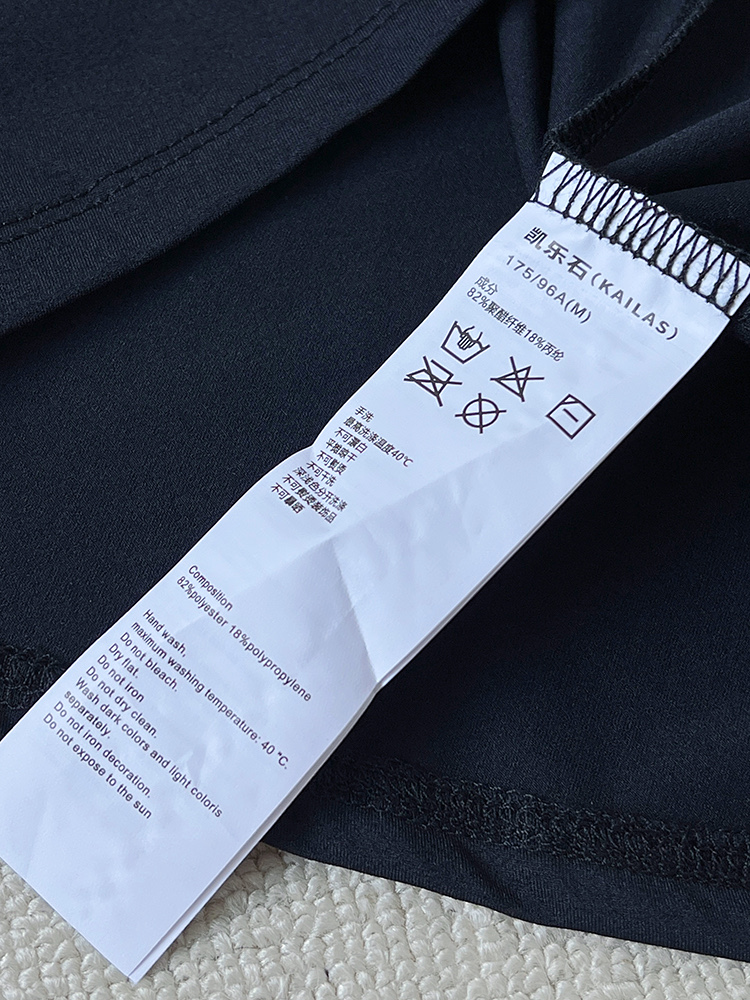 凯乐石(KAILAS)
175/96A(M)
成分
82%聚醋纤维18%丙纶
手洗
最高洗涤温度40℃
不可漂白
平摊晾干
不可熨烫
不可干洗
深浅色分开洗涤
不可熨烫装饰品
不可暴晒
Composition
82%polyester 18%polypropylene
Hand wash.
maximum washing temperature: 40 °C.
Do not bleach.
Dry flat.
Do not iron
Do not dry clean.
Wash dark colors and light coloris
separately.
Do not iron decoration.
Do not expose to the sun